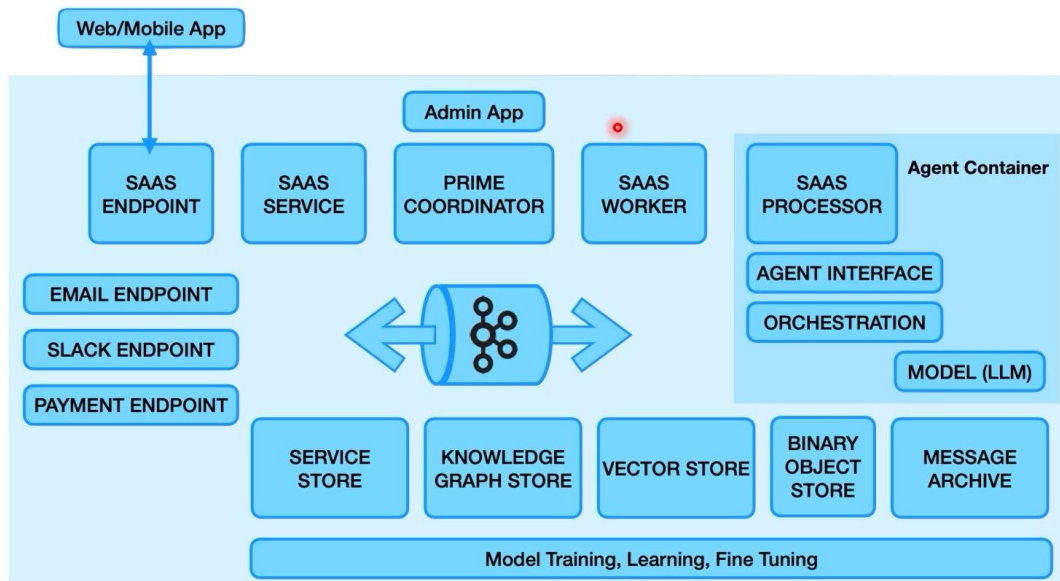 Web/Mobile App
Admin App
SAAS
ENDPOINT
SAAS
SERVICE
PRIME
COORDINATOR
SAAS
WORKER
SAAS
PROCESSOR
Agent Container
AGENT INTERFACE
ORCHESTRATION
MODEL (LLM)
EMAIL ENDPOINT
SLACK ENDPOINT
PAYMENT ENDPOINT
SERVICE
STORE
KNOWLEDGE
GRAPH STORE
VECTOR STORE
BINARY
OBJECT
STORE
MESSAGE
ARCHIVE
Model Training, Learning, Fine Tuning